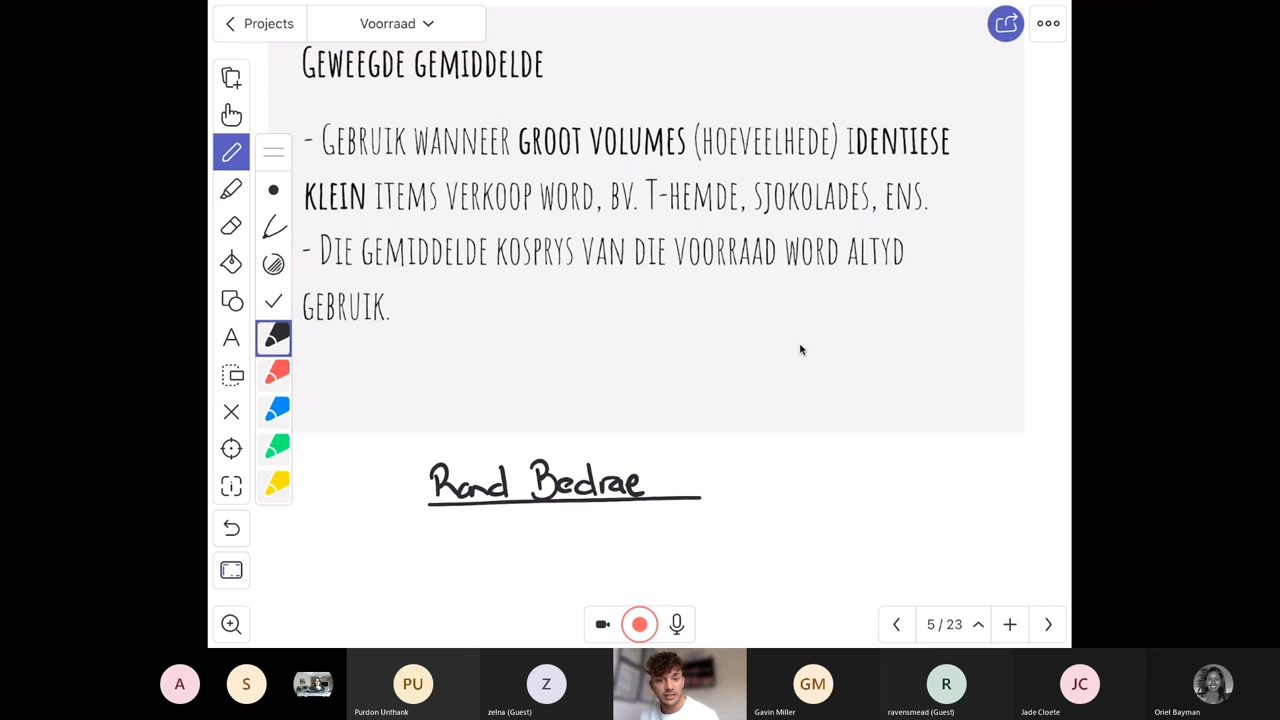 Projects
Voorraad
GEWEEGDE GEMIDDELDE
- GEBRUIK WANNEER GROOT VOLUMES (HOEVEELHEDE) IDENTIESE
KLEIN ITEMS VERKOOP WORD, BV. T-HEMDE, SJOKOLADES, ENS.
- DIE GEMIDDELDE KOSPRYS VAN DIE VOORRAAD WORD ALTYD
GEBRUIK.
A
Rand Bedrae
5 / 23
A
S
PU
Z
GM
R
JC
Purdon Unthank
zelna (Guest)
Gavin Miller
ravensmead (Guest)
Jade Cloete
Oriel Bayman